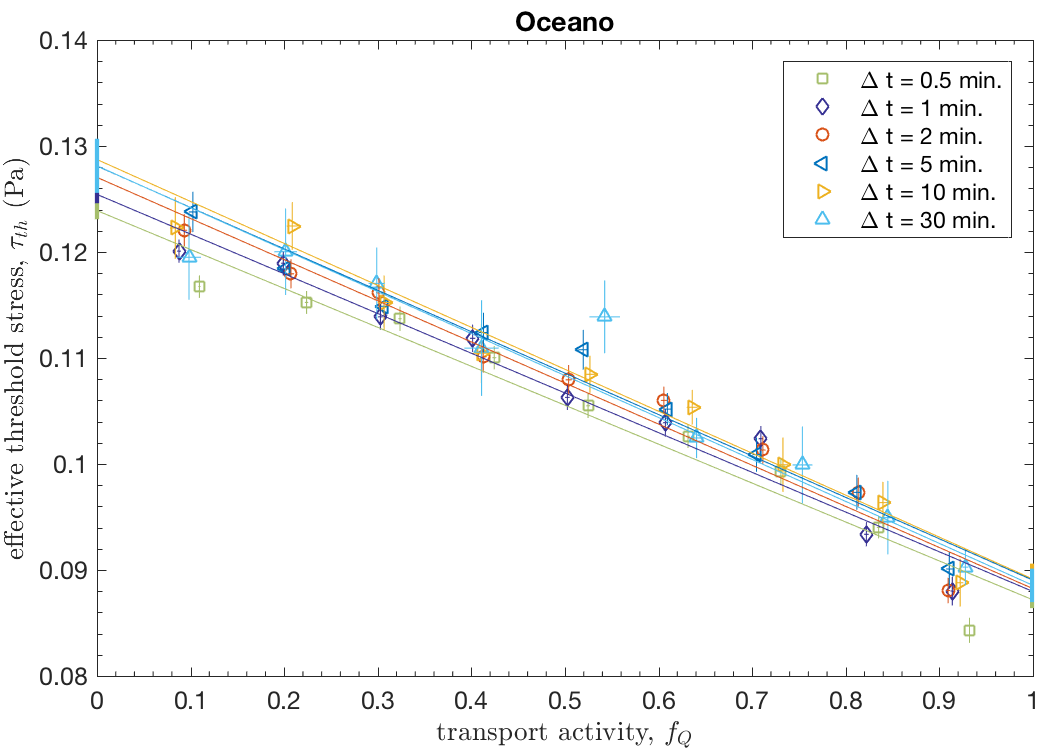 Oceano
0.14
0.13
0.12
0.11
0.1
0.09
0.08
effective threshold stress, τ_th (Pa)
Δ t = 0.5 min.
Δ t = 1 min.
Δ t = 2 min.
Δ t = 5 min.
Δ t = 10 min.
Δ t = 30 min.
0 0.1 0.2 0.3 0.4 0.5 0.6 0.7 0.8 0.9 1
transport activity, f_Q